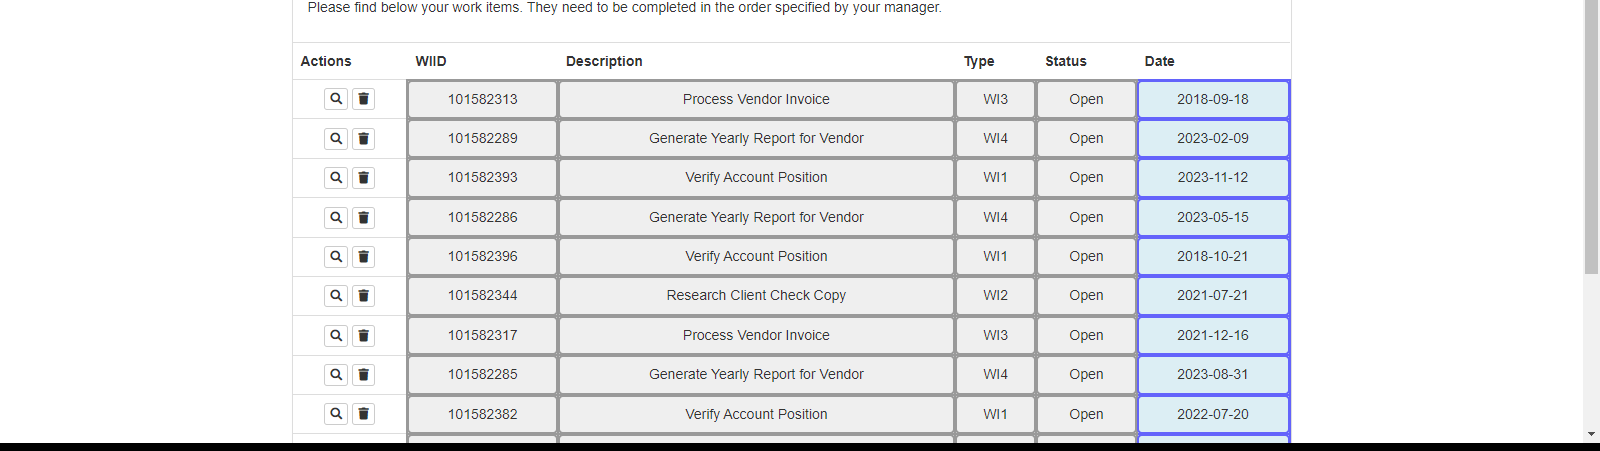 Please find below your work items. They need to be completed in the order specified by your manager.
Actions WIID Description Type Status Date
101582313 Process Vendor Invoice WI3 Open 2018-09-18
101582289 Generate Yearly Report for Vendor WI4 Open 2023-02-09
101582393 Verify Account Position WI1 Open 2023-11-12
101582286 Generate Yearly Report for Vendor WI4 Open 2023-05-15
101582396 Verify Account Position WI1 Open 2018-10-21
101582344 Research Client Check Copy WI2 Open 2021-07-21
101582317 Process Vendor Invoice WI3 Open 2021-12-16
101582285 Generate Yearly Report for Vendor WI4 Open 2023-08-31
101582382 Verify Account Position WI1 Open 2022-07-20